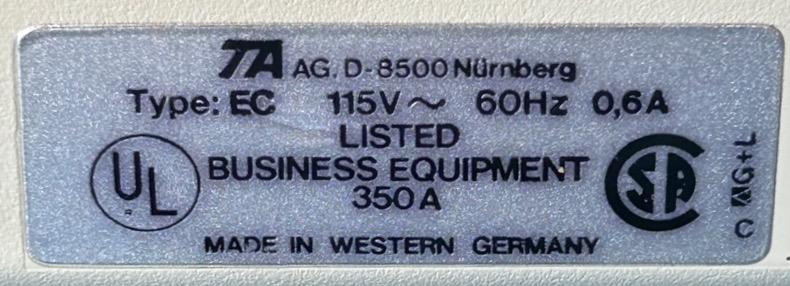 TA AG. D-8500 Nürnberg
Type: EC 115V～ 60Hz 0,6A
LISTED
UL BUSINESS EQUIPMENT SA
350A
MADE IN WESTERN GERMANY
G+L